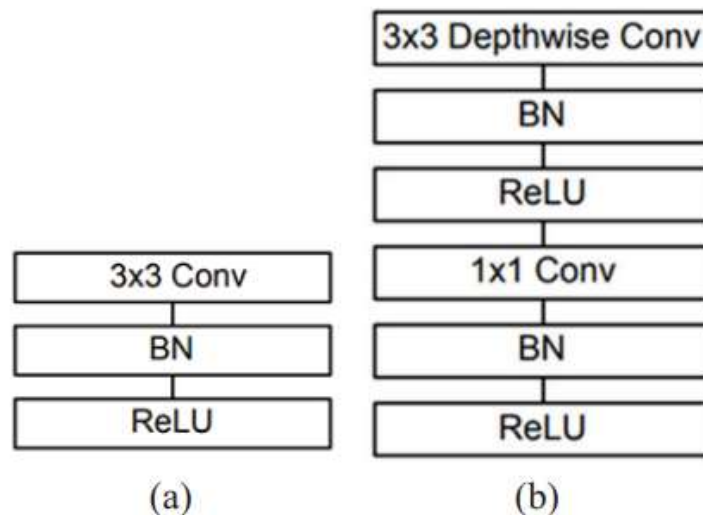 3x3 Conv
BN
ReLU
(a)
3x3 Depthwise Conv
BN
ReLU
1x1 Conv
BN
ReLU
(b)